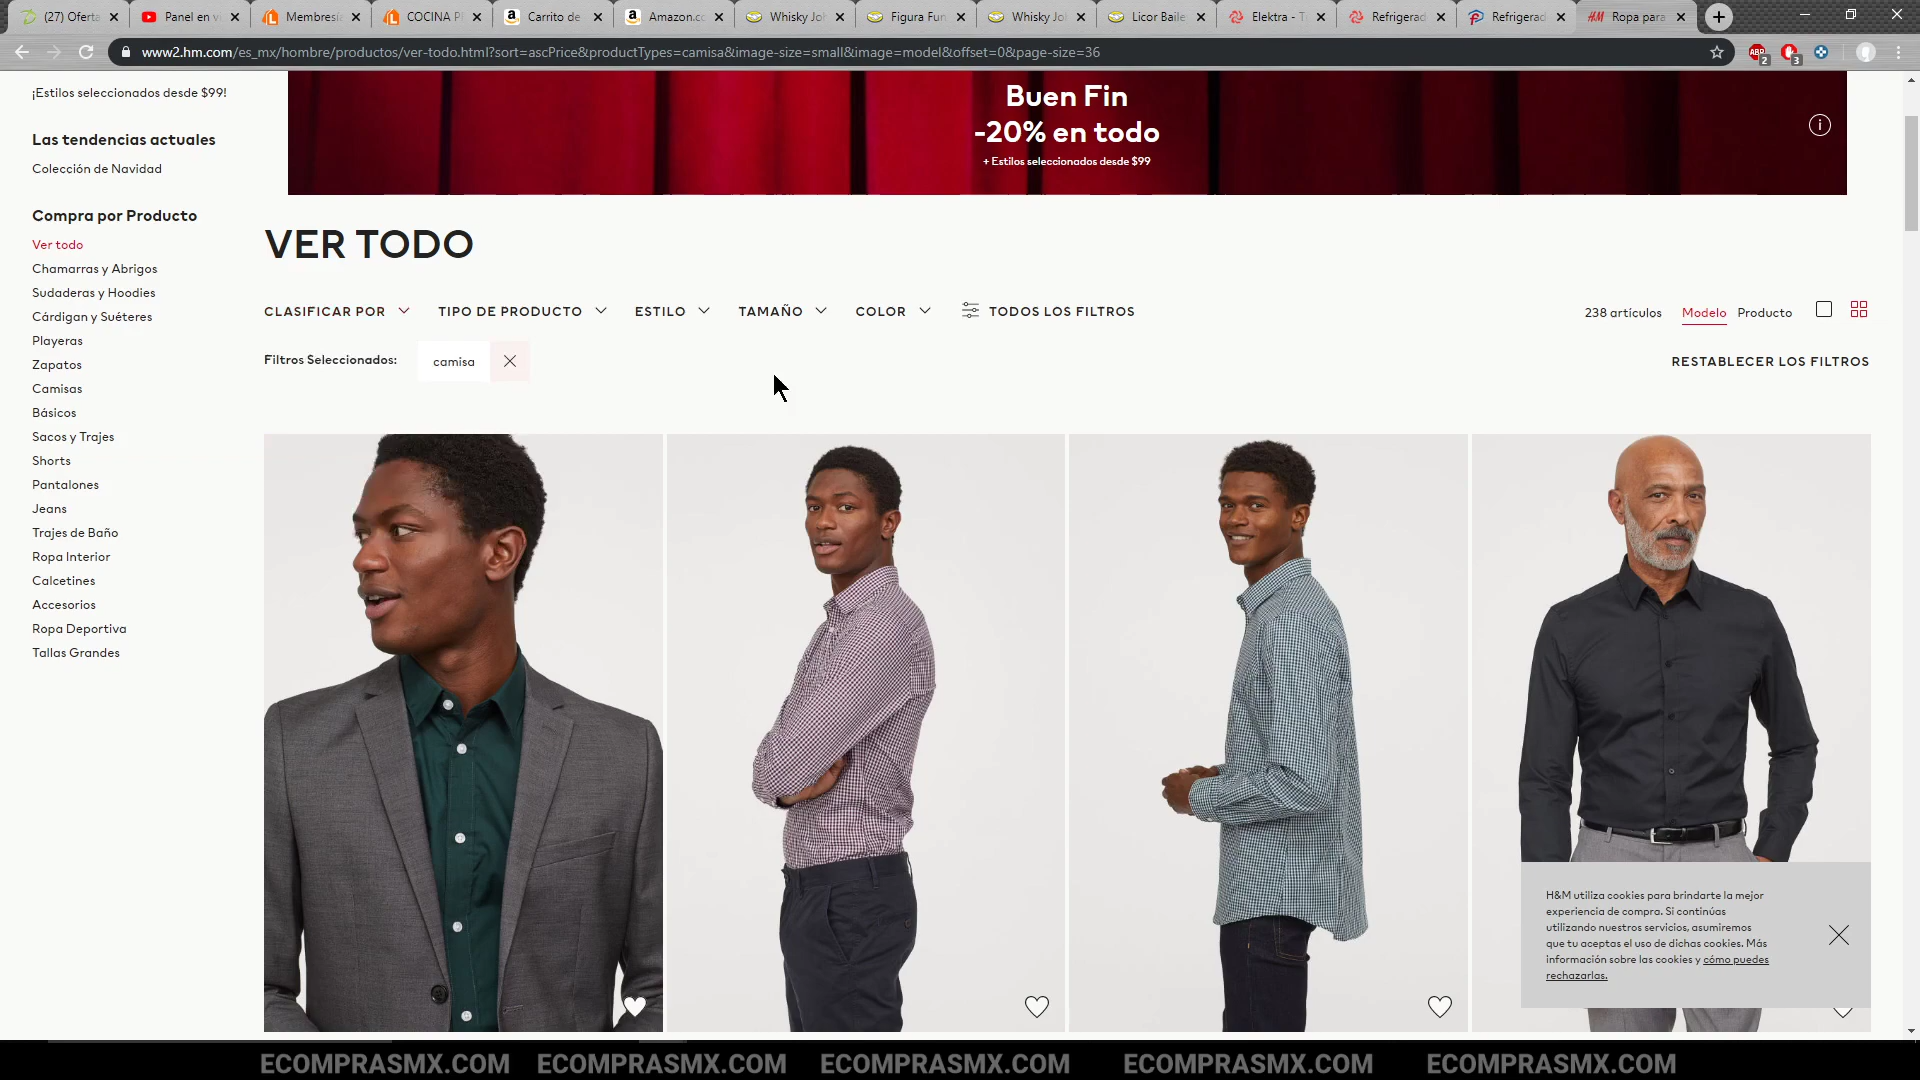 (27) Oferta
Panel en v
Membresí
COCINA P
Carrito de
Amazon.co
Whisky Joh
Figura Fun
Whisky Jol
Licor Baile
Elektra - T
Refrigerad
Refrigerad
Ropa para
www2.hm.com/es_mx/hombre/productos/ver-todo.html?sort=ascPrice&productTypes=camisa&image-size=small&image=model&offset=0&page-size=36
ABP
2
3
¡Estilos seleccionados desde $99!
Las tendencias actuales
Colección de Navidad
Compra por Producto
Ver todo
Chamarras y Abrigos
Sudaderas y Hoodies
Cárdigan y Suéteres
Playeras
Zapatos
Camisas
Básicos
Sacos y Trajes
Shorts
Pantalones
Jeans
Trajes de Baño
Ropa Interior
Calcetines
Accesorios
Ropa Deportiva
Tallas Grandes
Buen Fin
-20% en todo
+ Estilos seleccionados desde $99
VER TODO
CLASIFICAR POR
TIPO DE PRODUCTO
ESTILO
TAMAÑO
COLOR
TODOS LOS FILTROS
238 artículos
Modelo
Producto
Filtros Seleccionados:
camisa
RESTABLECER LOS FILTROS
H&M utiliza cookies para brindarte la mejor
experiencia de compra. Si continúas
utilizando nuestros servicios, asumiremos
que tu aceptas el uso de dichas cookies. Más
información sobre las cookies y cómo puedes
rechazarlas.
ECOMPRASMX.COM ECOMPRASMX.COM ECOMPRASMX.COM ECOMPRASMX.COM ECOMPRASMX.COM